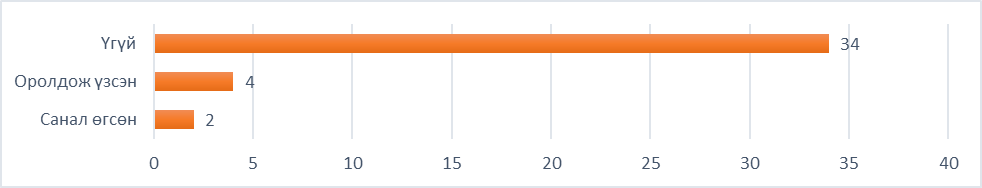 Үгүй 34
Оролдож үзсэн 4
Санал өгсөн 2
0 5 10 15 20 25 30 35 40